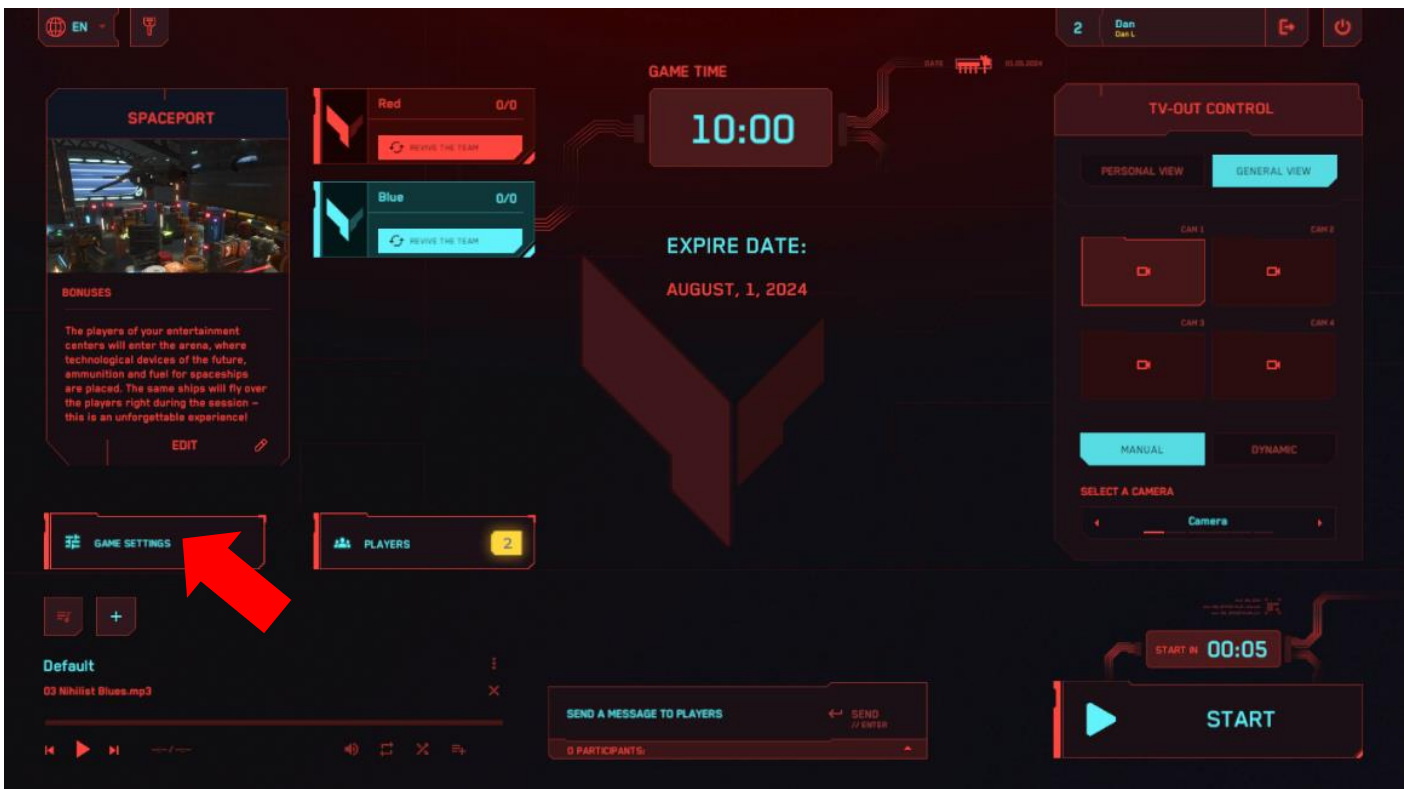 EN
2
Dan
Dan L
DATE
01.05.2024
SPACEPORT
BONUSES
The players of your entertainment
centers will enter the arena, where
technological devices of the future,
ammunition and fuel for spaceships
are placed. The same ships will fly over
the players right during the session –
this is an unforgettable experience!
EDIT
Red 0/0
REVIVE THE TEAM
Blue 0/0
REVIVE THE TEAM
GAME TIME
10:00
EXPIRE DATE:
AUGUST, 1, 2024
TV-OUT CONTROL
PERSONAL VIEW
GENERAL VIEW
CAM 1
CAM 2
CAM 3
CAM 4
MANUAL
DYNAMIC
SELECT A CAMERA
Camera
GAME SETTINGS
PLAYERS 2
Default
03 Nihilist Blues.mp3
--:-- / --:--
SEND A MESSAGE TO PLAYERS
SEND
// ENTER
0 PARTICIPANTS:
START IN 00:05
START